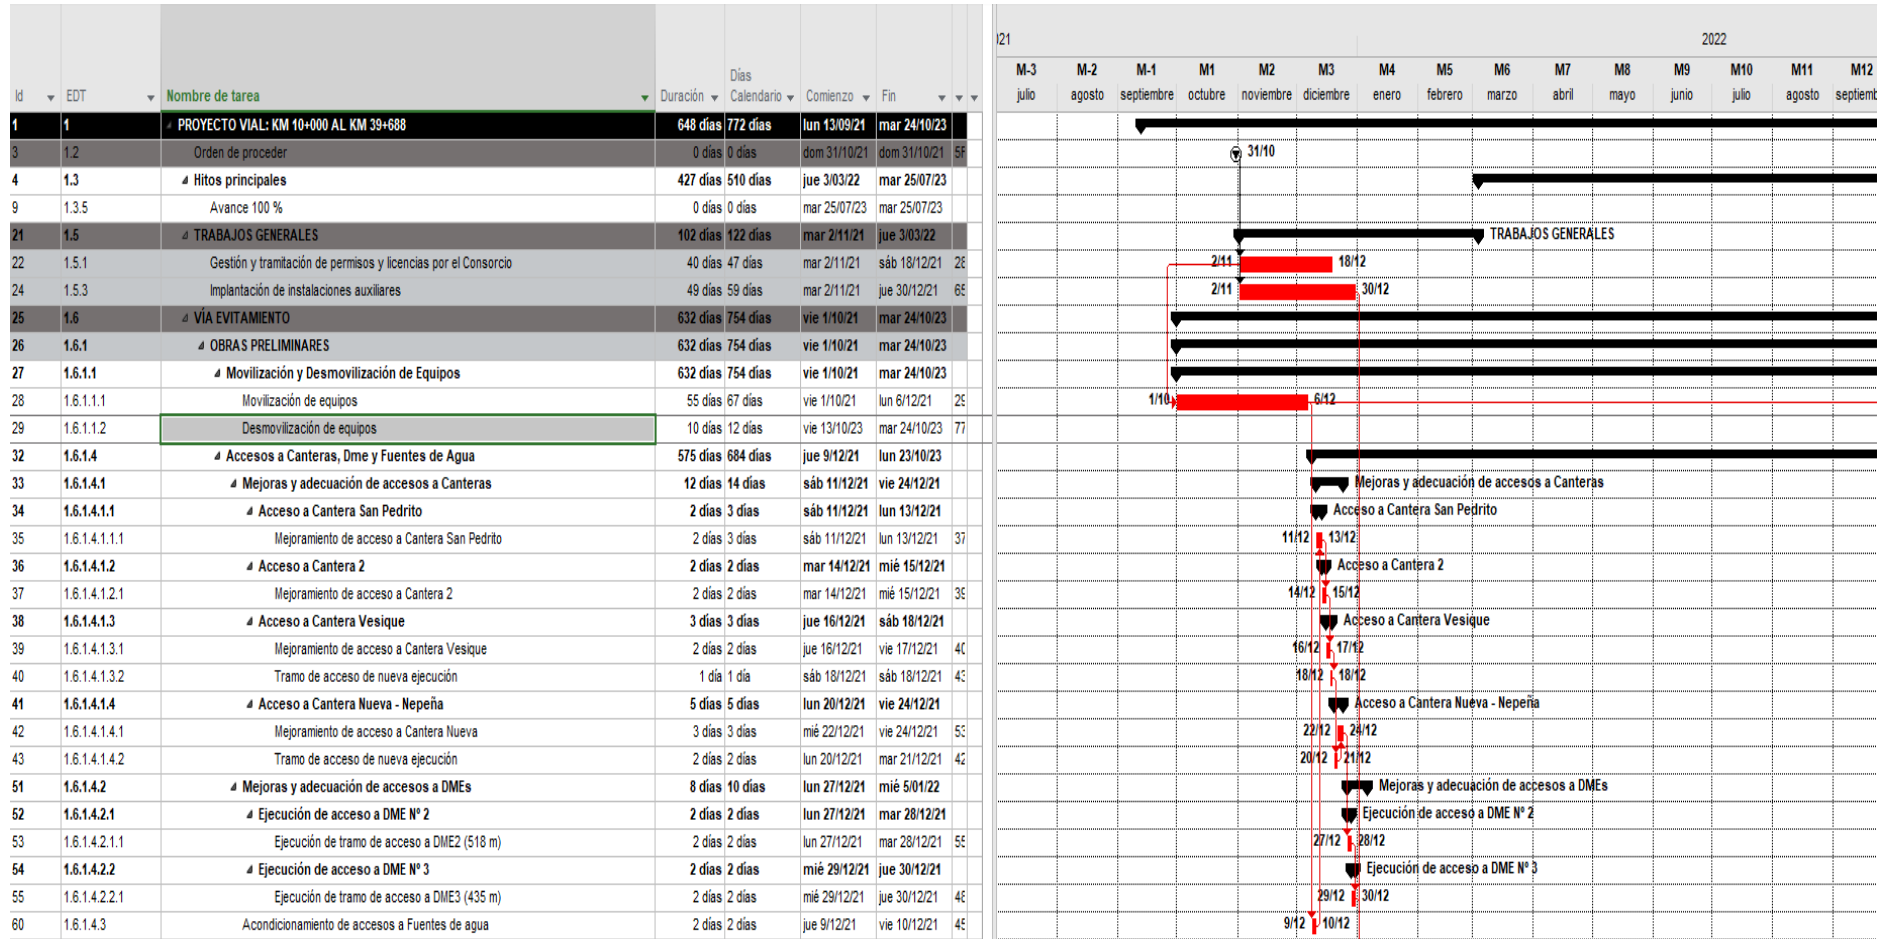 021 2022
M-3 M-2 M-1 M1 M2 M3 M4 M5 M6 M7 M8 M9 M10 M11 M12
julio agosto septiembre octubre noviembre diciembre enero febrero marzo abril mayo junio julio agosto septiemb
Días
Id EDT Nombre de tarea Duración Calendario Comienzo Fin
1 1 PROYECTO VIAL: KM 10+000 AL KM 39+688 648 días 772 días lun 13/09/21 mar 24/10/23
3 1.2 Orden de proceder 0 días 0 días dom 31/10/21 dom 31/10/21 5F 31/10
4 1.3 Hitos principales 427 días 510 días jue 3/03/22 mar 25/07/23
9 1.3.5 Avance 100 % 0 días 0 días mar 25/07/23 mar 25/07/23
21 1.5 TRABAJOS GENERALES 102 días 122 días mar 2/11/21 jue 3/03/22 TRABAJOS GENERALES
22 1.5.1 Gestión y tramitación de permisos y licencias por el Consorcio 40 días 47 días mar 2/11/21 sáb 18/12/21 28 2/11 18/12
24 1.5.3 Implantación de instalaciones auxiliares 49 días 59 días mar 2/11/21 jue 30/12/21 65 2/11 30/12
25 1.6 VÍA EVITAMIENTO 632 días 754 días vie 1/10/21 mar 24/10/23
26 1.6.1 OBRAS PRELIMINARES 632 días 754 días vie 1/10/21 mar 24/10/23
27 1.6.1.1 Movilización y Desmovilización de Equipos 632 días 754 días vie 1/10/21 mar 24/10/23
28 1.6.1.1.1 Movilización de equipos 55 días 67 días vie 1/10/21 lun 6/12/21 29 1/10 6/12
29 1.6.1.1.2 Desmovilización de equipos 10 días 12 días vie 13/10/23 mar 24/10/23 77
32 1.6.1.4 Accesos a Canteras, Dme y Fuentes de Agua 575 días 684 días jue 9/12/21 lun 23/10/23
33 1.6.1.4.1 Mejoras y adecuación de accesos a Canteras 12 días 14 días sáb 11/12/21 vie 24/12/21 Mejoras y adecuación de accesos a Canteras
34 1.6.1.4.1.1 Acceso a Cantera San Pedrito 2 días 3 días sáb 11/12/21 lun 13/12/21 Acceso a Cantera San Pedrito
35 1.6.1.4.1.1.1 Mejoramiento de acceso a Cantera San Pedrito 2 días 3 días sáb 11/12/21 lun 13/12/21 37 11/12 13/12
36 1.6.1.4.1.2 Acceso a Cantera 2 2 días 2 días mar 14/12/21 mié 15/12/21 Acceso a Cantera 2
37 1.6.1.4.1.2.1 Mejoramiento de acceso a Cantera 2 2 días 2 días mar 14/12/21 mié 15/12/21 39 14/12 15/12
38 1.6.1.4.1.3 Acceso a Cantera Vesique 3 días 3 días jue 16/12/21 sáb 18/12/21 Acceso a Cantera Vesique
39 1.6.1.4.1.3.1 Mejoramiento de acceso a Cantera Vesique 2 días 2 días jue 16/12/21 vie 17/12/21 40 16/12 17/12
40 1.6.1.4.1.3.2 Tramo de acceso de nueva ejecución 1 día 1 día sáb 18/12/21 sáb 18/12/21 43 18/12 18/12
41 1.6.1.4.1.4 Acceso a Cantera Nueva - Nepeña 5 días 5 días lun 20/12/21 vie 24/12/21 Acceso a Cantera Nueva - Nepeña
42 1.6.1.4.1.4.1 Mejoramiento de acceso a Cantera Nueva 3 días 3 días mié 22/12/21 vie 24/12/21 53 22/12 24/12
43 1.6.1.4.1.4.2 Tramo de acceso de nueva ejecución 2 días 2 días lun 20/12/21 mar 21/12/21 42 20/12 21/12
51 1.6.1.4.2 Mejoras y adecuación de accesos a DMEs 8 días 10 días lun 27/12/21 mié 5/01/22 Mejoras y adecuación de accesos a DMEs
52 1.6.1.4.2.1 Ejecución de acceso a DME Nº 2 2 días 2 días lun 27/12/21 mar 28/12/21 Ejecución de acceso a DME Nº 2
53 1.6.1.4.2.1.1 Ejecución de tramo de acceso a DME2 (518 m) 2 días 2 días lun 27/12/21 mar 28/12/21 55 27/12 28/12
54 1.6.1.4.2.2 Ejecución de acceso a DME Nº 3 2 días 2 días mié 29/12/21 jue 30/12/21 Ejecución de acceso a DME Nº 3
55 1.6.1.4.2.2.1 Ejecución de tramo de acceso a DME3 (435 m) 2 días 2 días mié 29/12/21 jue 30/12/21 48 29/12 30/12
60 1.6.1.4.3 Acondicionamiento de accesos a Fuentes de agua 2 días 2 días jue 9/12/21 vie 10/12/21 45 9/12 10/12